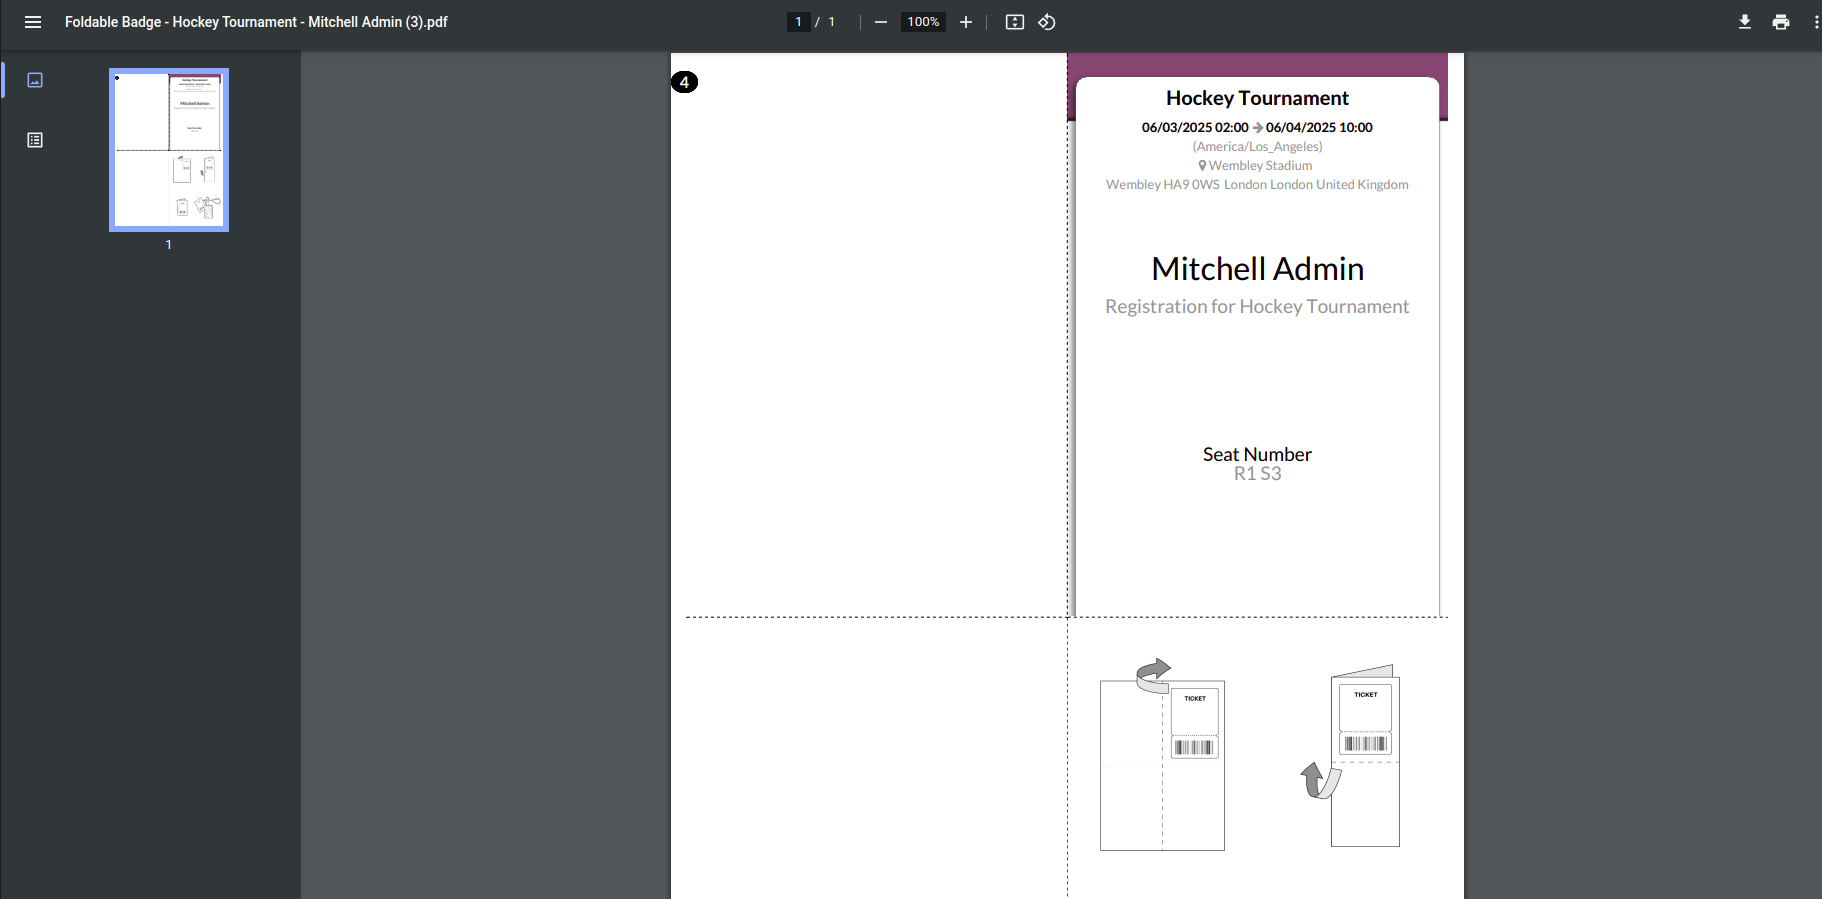 Foldable Badge - Hockey Tournament - Mitchell Admin (3).pdf
1 / 1
100%
1
4
Hockey Tournament
06/03/2025 02:00 → 06/04/2025 10:00
(America/Los_Angeles)
Wembley Stadium
Wembley HA9 0WS London London United Kingdom
Mitchell Admin
Registration for Hockey Tournament
Seat Number
R1 S3
TICKET
TICKET